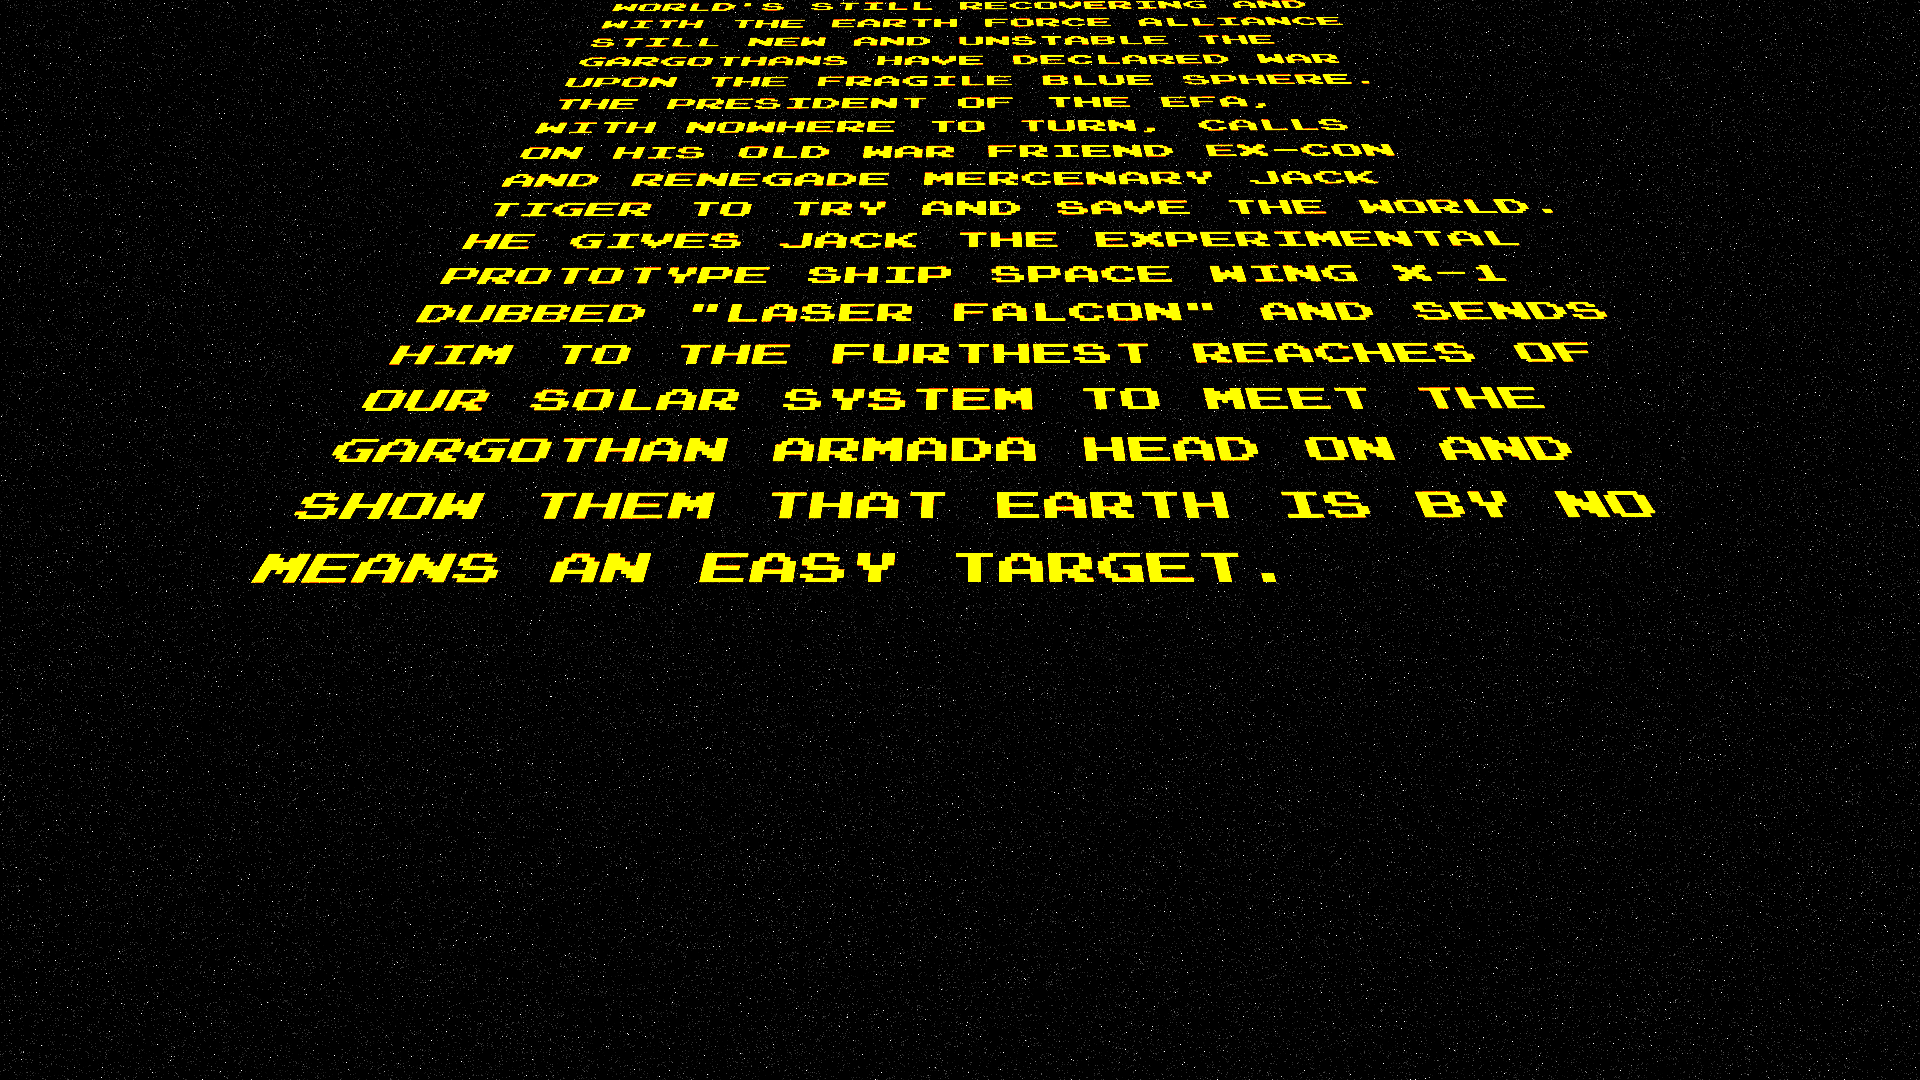 WORLD'S STILL RECOVERING AND
WITH THE EARTH FORCE ALLIANCE
STILL NEW AND UNSTABLE THE
GARGOTHANS HAVE DECLARED WAR
UPON THE FRAGILE BLUE SPHERE.
THE PRESIDENT OF THE EFA,
WITH NOWHERE TO TURN, CALLS
ON HIS OLD WAR FRIEND EX-CON
AND RENEGADE MERCENARY JACK
TIGER TO TRY AND SAVE THE WORLD.
HE GIVES JACK THE EXPERIMENTAL
PROTOTYPE SHIP SPACE WING X-1
DUBBED "LASER FALCON" AND SENDS
HIM TO THE FURTHEST REACHES OF
OUR SOLAR SYSTEM TO MEET THE
GARGOTHAN ARMADA HEAD ON AND
SHOW THEM THAT EARTH IS BY NO
MEANS AN EASY TARGET.